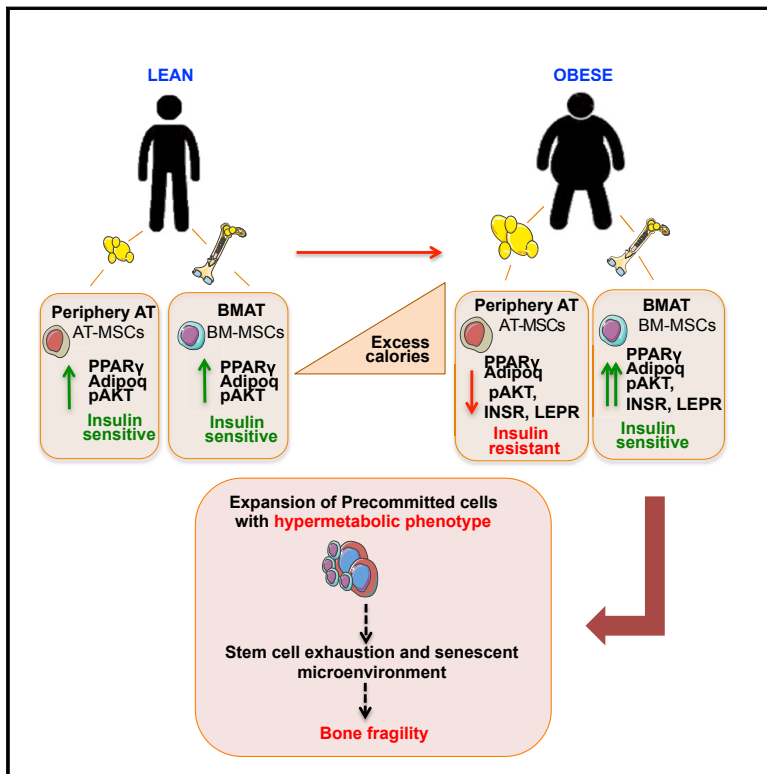 LEAN
OBESE
Periphery AT
AT-MSCs
PPARγ
Adipoq
pAKT
Insulin
sensitive
BMAT
BM-MSCs
PPARγ
Adipoq
pAKT
Insulin
sensitive
Excess
calories
Periphery AT
AT-MSCs
PPARγ
Adipoq
pAKT,
INSR, LEPR
Insulin
resistant
BMAT
BM-MSCs
PPARγ
Adipoq
pAKT,
INSR, LEPR
Insulin
sensitive
Expansion of Precommitted cells
with hypermetabolic phenotype
Stem cell exhaustion and senescent
microenvironment
Bone fragility